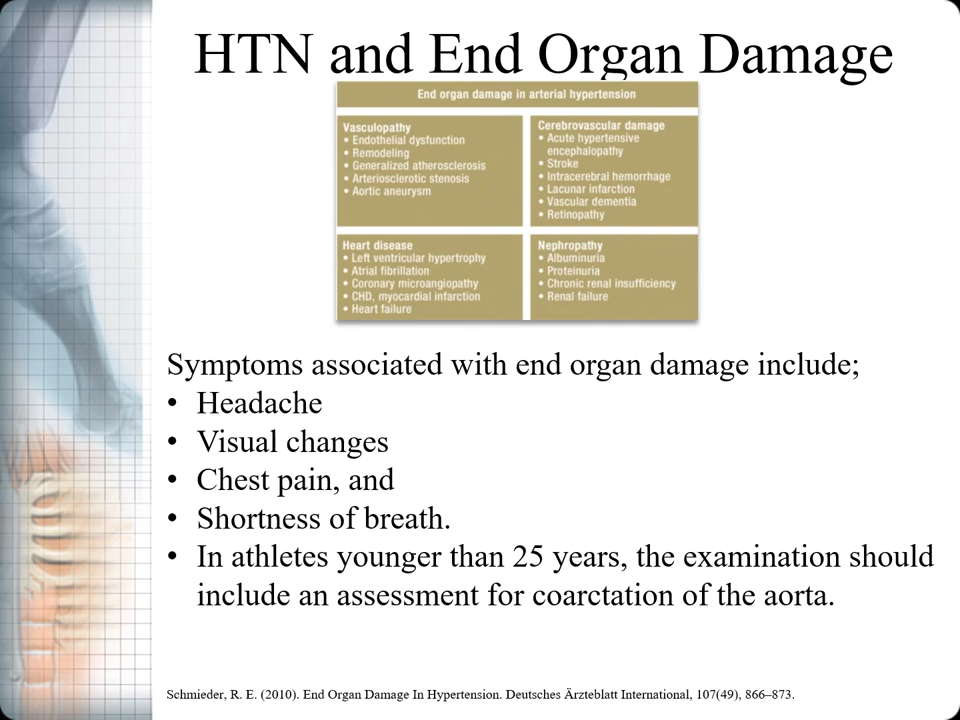 HTN and End Organ Damage
End organ damage in arterial hypertension
Vasculopathy
• Endothelial dysfunction
• Remodeling
• Generalized atherosclerosis
• Arteriosclerotic stenosis
• Aortic aneurysm
Cerebrovascular damage
• Acute hypertensive
encephalopathy
• Stroke
• Intracerebral hemorrhage
• Lacunar infarction
• Vascular dementia
• Retinopathy
Heart disease
• Left ventricular hypertrophy
• Atrial fibrillation
• Coronary microangiopathy
• CHD, myocardial infarction
• Heart failure
Nephropathy
• Albuminuria
• Proteinuria
• Chronic renal insufficiency
• Renal failure
Symptoms associated with end organ damage include;
• Headache
• Visual changes
• Chest pain, and
• Shortness of breath.
• In athletes younger than 25 years, the examination should
include an assessment for coarctation of the aorta.
Schmieder, R. E. (2010). End Organ Damage In Hypertension. Deutsches Ärzteblatt International, 107(49), 866–873.